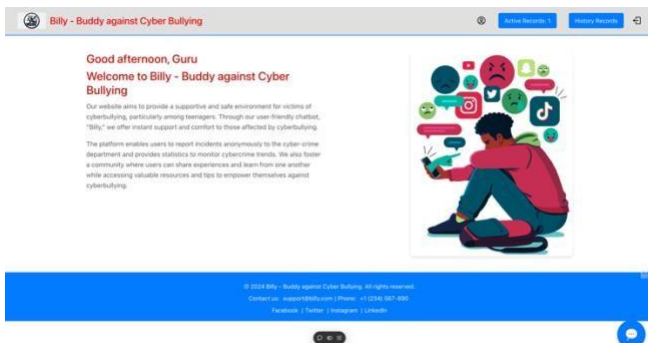 Billy - Buddy against Cyber Bullying
Active Records: 1
History Records
Good afternoon, Guru
Welcome to Billy - Buddy against Cyber
Bullying
Our website aims to provide a supportive and safe environment for victims of
cyberbullying, particularly among teenagers. Through our user-friendly chatbot,
"Billy," we offer instant support and comfort to those affected by cyberbullying.
The platform enables users to report incidents anonymously to the cyber-crime
department and provides statistics to monitor cybercrime trends. We also foster
a community where users can share experiences and learn from one another
while accessing valuable resources and tips to empower themselves against
cyberbullying.
© 2024 Billy - Buddy against Cyber Bullying. All rights reserved.
Contact us: support@billy.com | Phone: +1 (234) 567-890
Facebook | Twitter | Instagram | LinkedIn